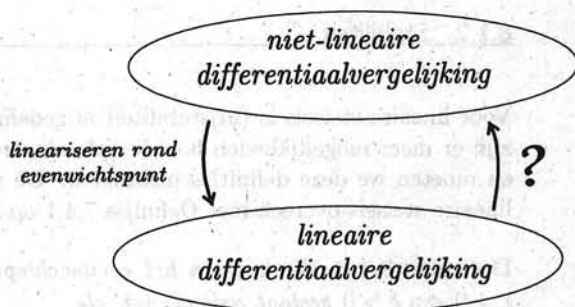 niet-lineaire
differentiaalvergelijking
lineariseren rond
evenwichtspunt
?
lineaire
differentiaalvergelijking